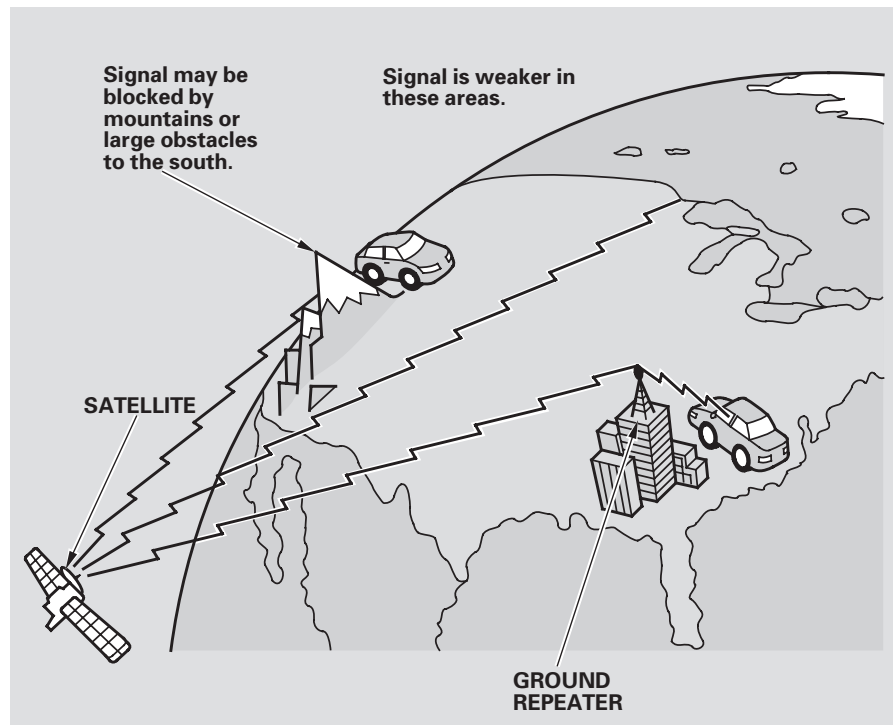 Signal may be
blocked by
mountains or
large obstacles
to the south.
Signal is weaker in
these areas.
SATELLITE
GROUND
REPEATER